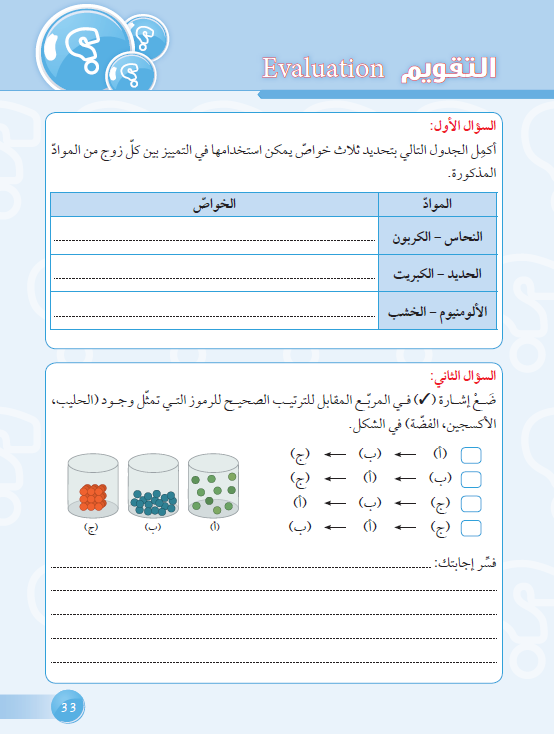 التقويم Evaluation
السؤال الأول:
أكمِل الجدول التالي بتحديد ثلاث خواصّ يمكن استخدامها في التمييز بين كلّ زوج من الموادّ
المذكورة.
الموادّ الخواصّ
النحاس – الكربون
الحديد – الكبريت
الألومنيوم – الخشب
السؤال الثاني:
ضَعْ إشارة (✓) في المربّع المقابل للترتيب الصحيح للرموز التي تمثّل وجود (الحليب،
الأكسجين، الفضّة) في الشكل.
(أ) ← (ب) ← (ج)
(ب) ← (أ) ← (ج)
(ج) ← (ب) ← (أ)
(ج) ← (أ) ← (ب)
(أ) (ب) (ج)
فسِّر إجابتك:
33